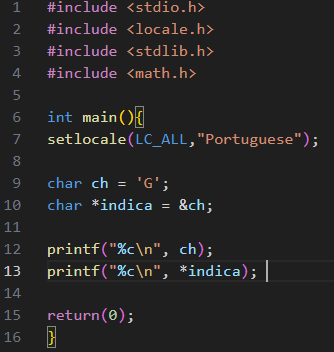 1 #include <stdio.h>
2 #include <locale.h>
3 #include <stdlib.h>
4 #include <math.h>
5
6 int main(){
7 setlocale(LC_ALL,"Portuguese");
8
9 char ch = 'G';
10 char *indica = &ch;
11
12 printf("%c\n", ch);
13 printf("%c\n", *indica);
14
15 return(0);
16 }